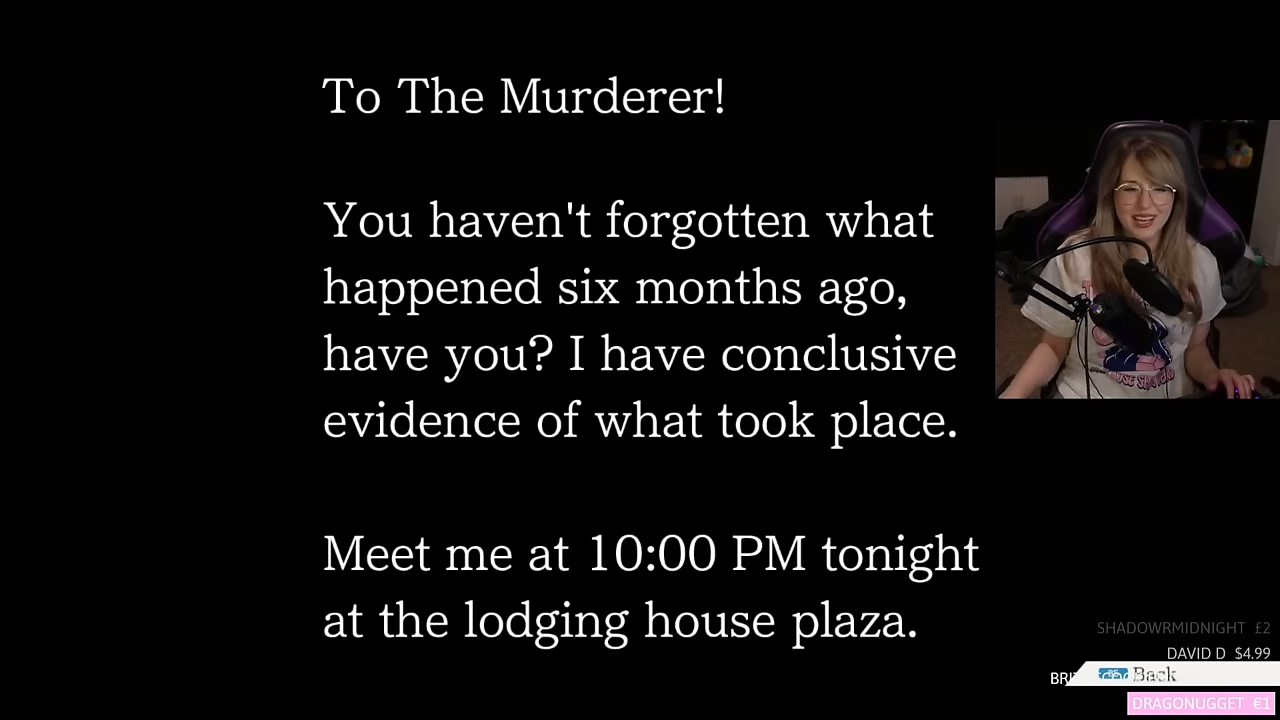 To The Murderer!
You haven't forgotten what
happened six months ago,
have you? I have conclusive
evidence of what took place.
Meet me at 10:00 PM tonight
at the lodging house plaza.
SHADOWRMIDNIGHT £2
DAVID D $4.99
Back
DRAGONUGGET €1